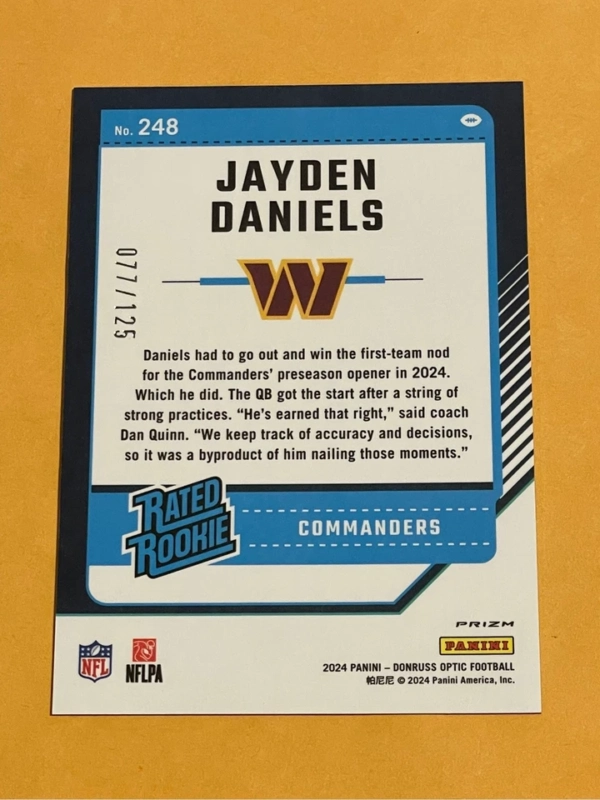 No. 248
JAYDEN
DANIELS
W
077/125
Daniels had to go out and win the first-team nod
for the Commanders' preseason opener in 2024.
Which he did. The QB got the start after a string of
strong practices. “He's earned that right,” said coach
Dan Quinn. “We keep track of accuracy and decisions,
so it was a byproduct of him nailing those moments.”
RATED
ROOKIE
COMMANDERS
PRIZM
PANINI
NFL
NFLPA
2024 PANINI – DONRUSS OPTIC FOOTBALL
帕尼尼 © 2024 Panini America, Inc.